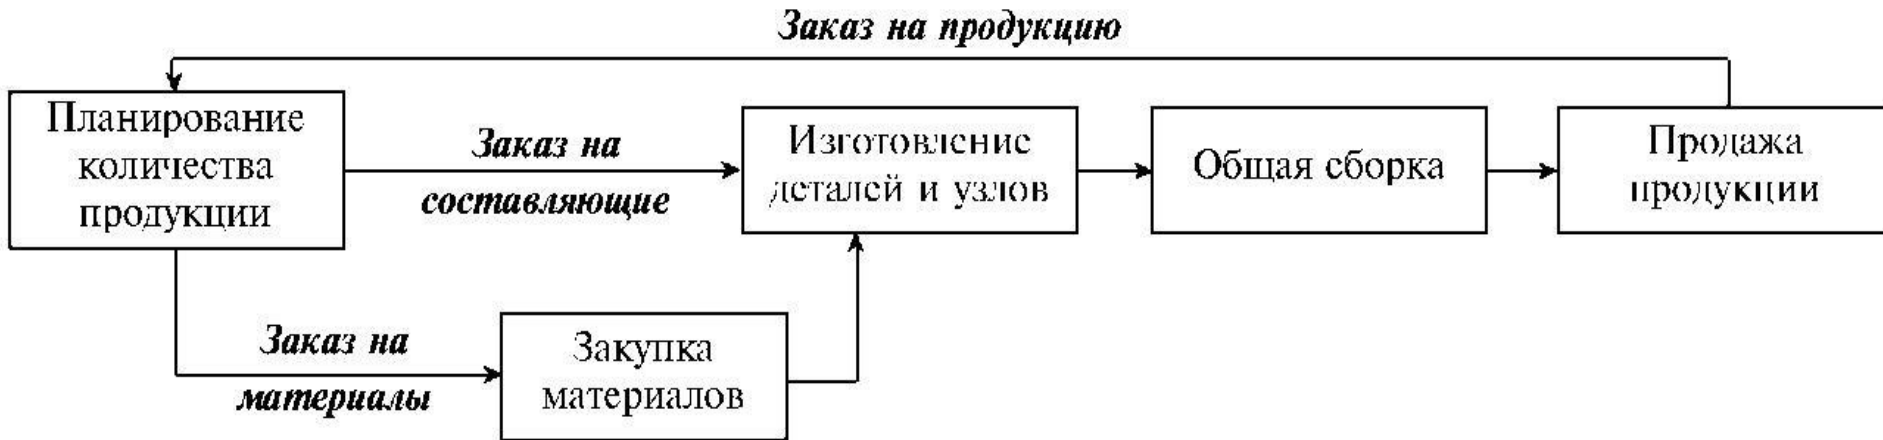 Заказ на продукцию
Планирование
количества
продукции
Заказ на
составляющие
Изготовление
деталей и узлов
Общая сборка
Продажа
продукции
Заказ на
материалы
Закупка
материалов